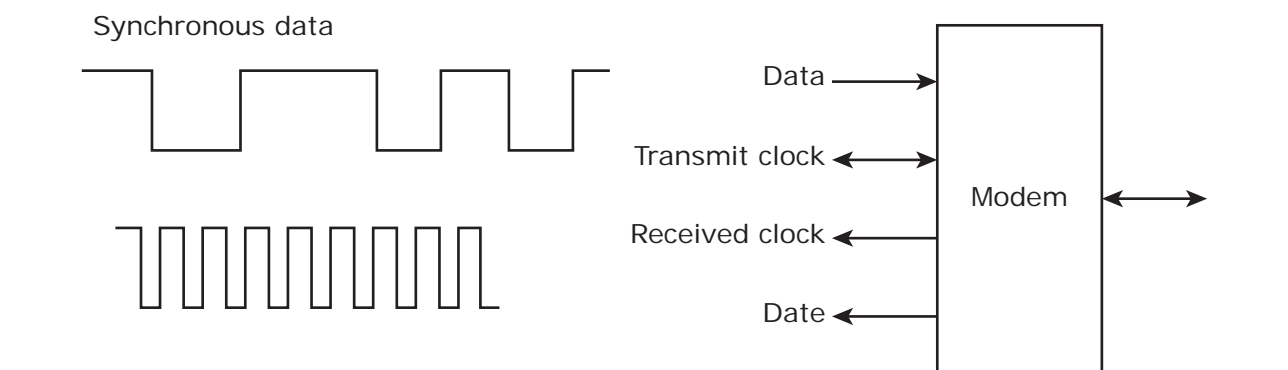 Synchronous data
Data
Transmit clock
Modem
Received clock
Date